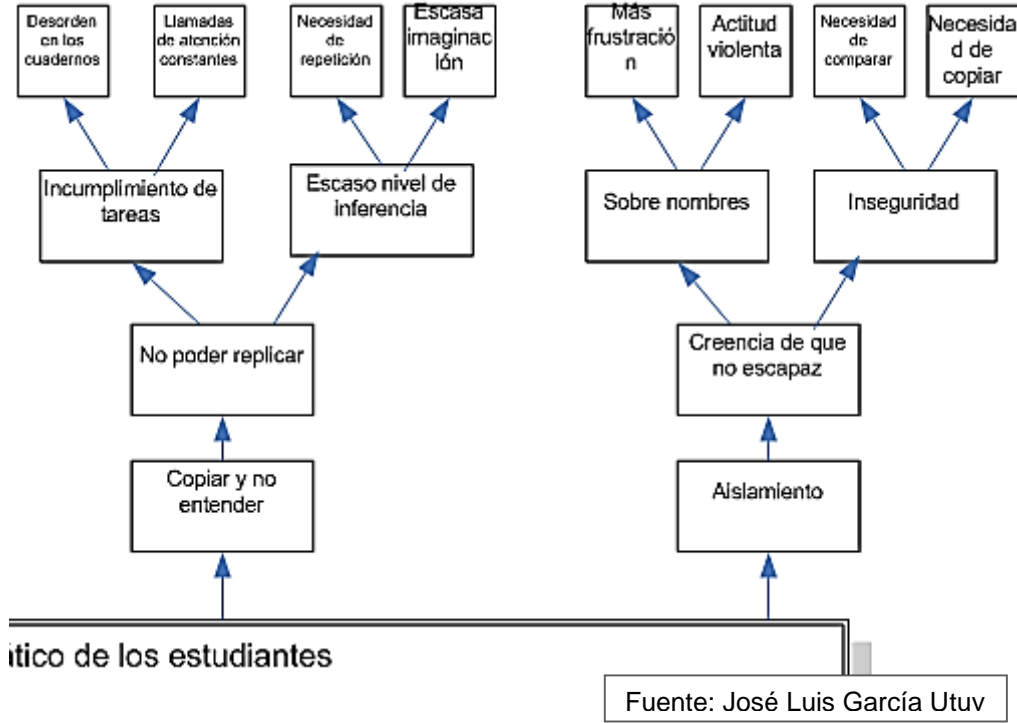 Desorden
en los
cuadernos
Llamadas
de atención
constantes
Necesidad
de
repetición
Escasa
imaginac
ión
Más
frustració
n
Actitud
violenta
Necesidad
de
comparar
Necesida
d de
copiar
Incumplimiento de
tareas
Escaso nivel de
inferencia
Sobre nombres
Inseguridad
No poder replicar
Creencia de que
no escapaz
Copiar y no
entender
Aislamiento
ático de los estudiantes
Fuente: José Luis García Utuv